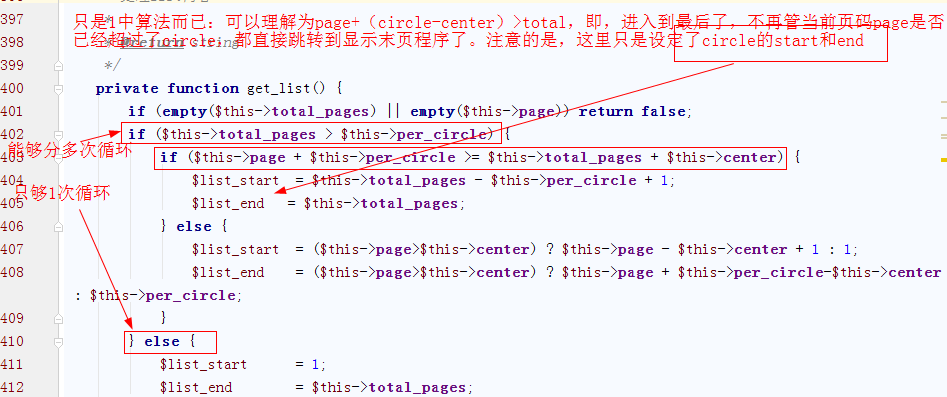 397 只是1中算法而已：可以理解为page+（circle-center）>total，即，进入到最后了，不再管当前页码page是否
398 * @return string 已经超过了circle，都直接跳转到显示末页程序了。注意的是，这里只是设定了circle的start和end
399 */
400 private function get_list() {
401 if (empty($this->total_pages) || empty($this->page)) return false;
402 if ($this->total_pages > $this->per_circle) {
能够分多次循环
403 if ($this->page + $this->per_circle >= $this->total_pages + $this->center) {
404 $list_start = $this->total_pages - $this->per_circle + 1;
只够1次循环
405 $list_end = $this->total_pages;
406 } else {
407 $list_start = ($this->page>$this->center) ? $this->page - $this->center + 1 : 1;
408 $list_end = ($this->page>$this->center) ? $this->page + $this->per_circle-$this->center
: $this->per_circle;
409 }
410 } else {
411 $list_start = 1;
412 $list_end = $this->total_pages;